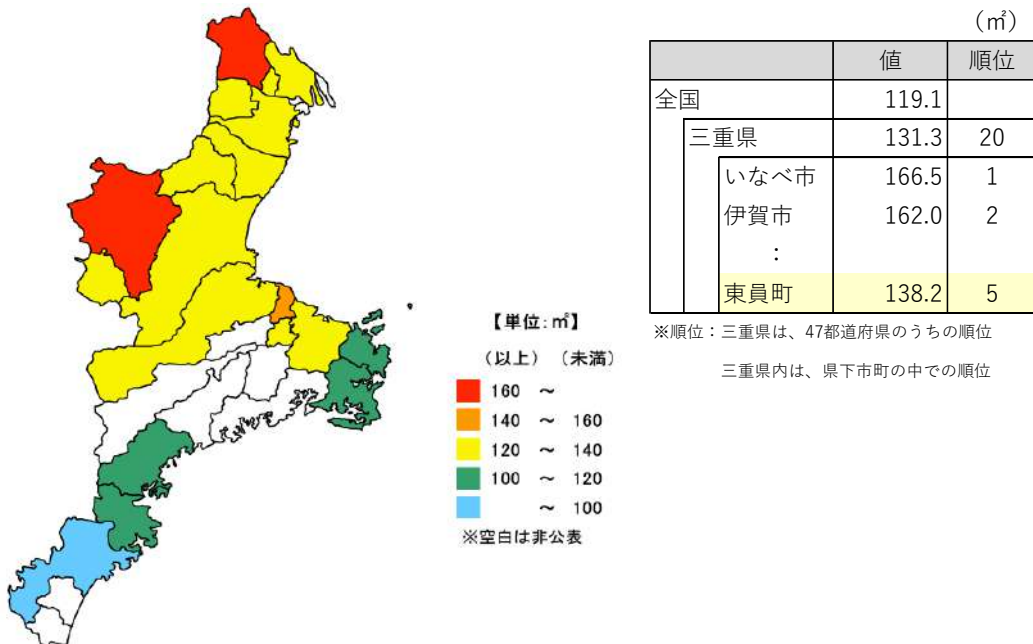 (㎡)
値 順位
全国 119.1
三重県 131.3 20
いなべ市 166.5 1
伊賀市 162.0 2
:
東員町 138.2 5
※順位：三重県は、47都道府県のうちの順位
三重県内は、県下市町の中での順位
【単位:㎡】
(以上) (未満)
160 ～
140 ～ 160
120 ～ 140
100 ～ 120
～ 100
※空白は非公表